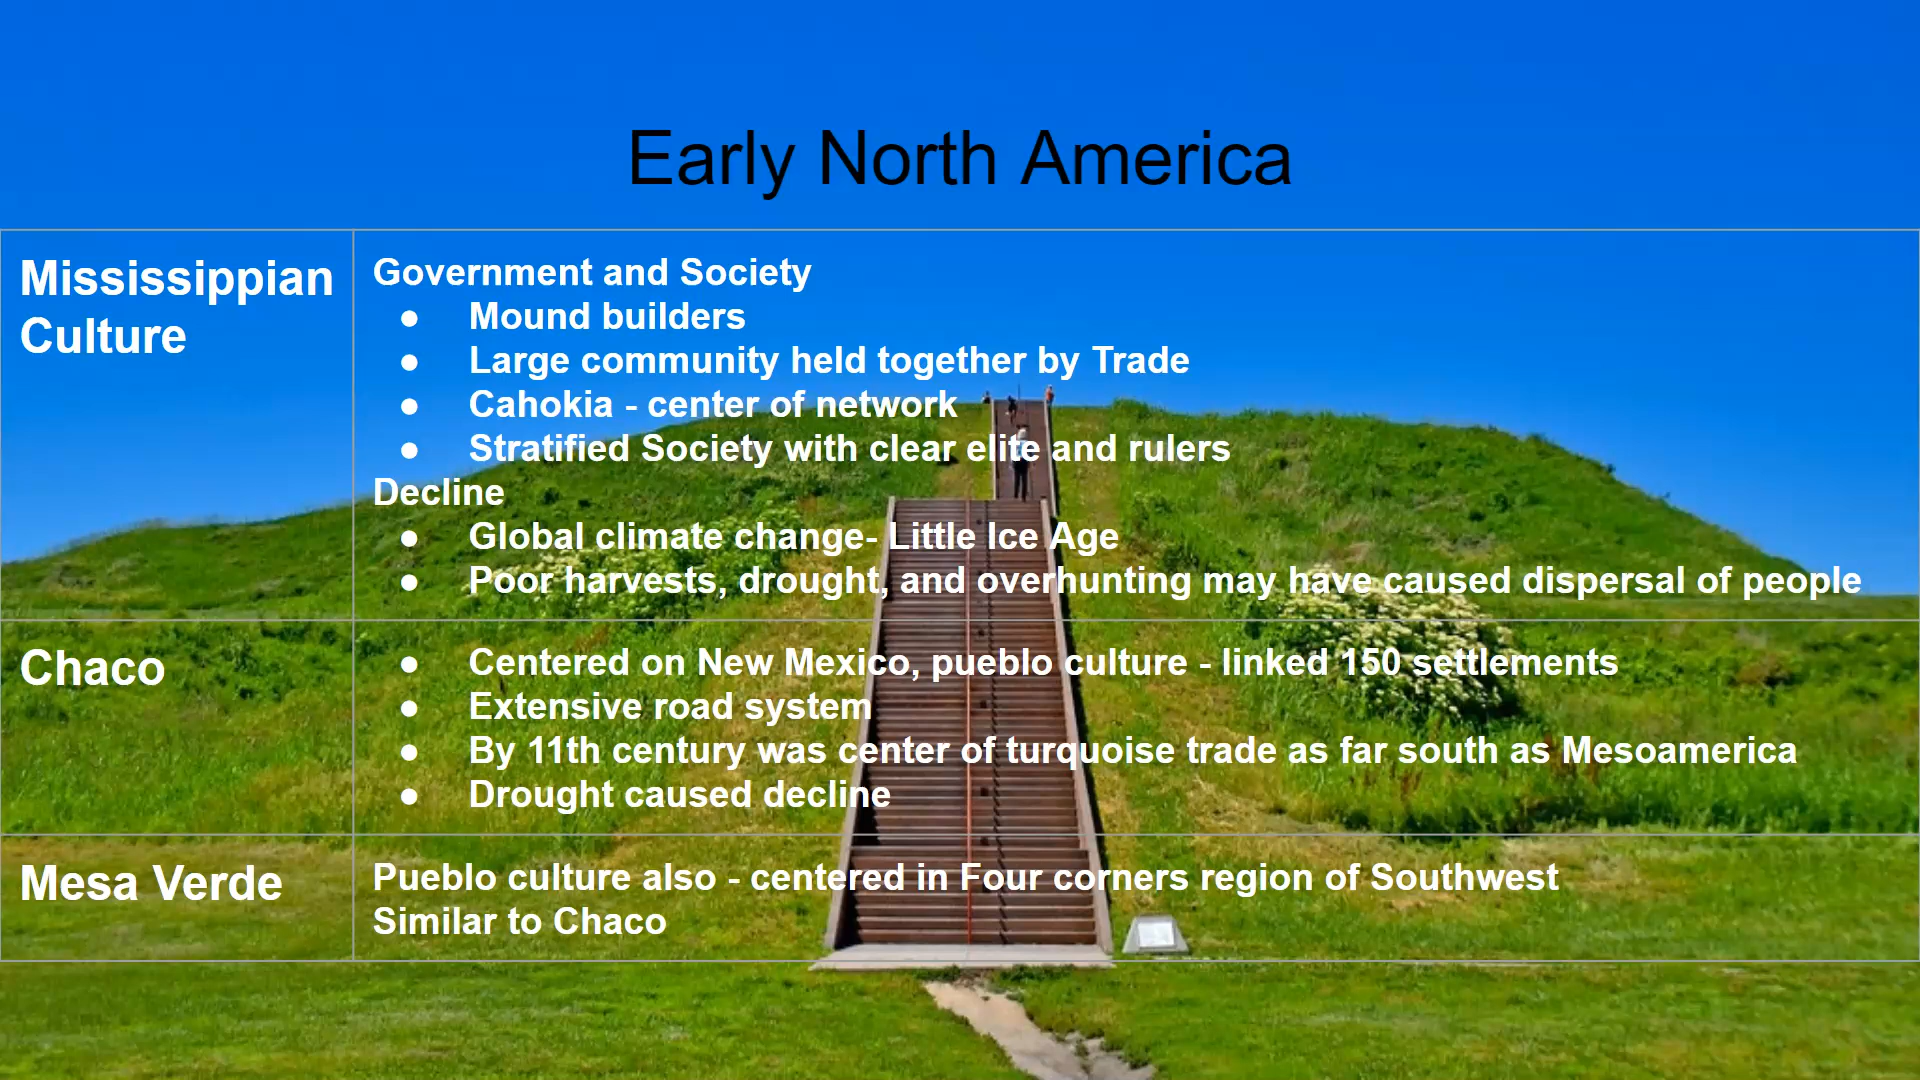 Early North America
Mississippian
Culture
Government and Society
● Mound builders
● Large community held together by Trade
● Cahokia - center of network
● Stratified Society with clear elite and rulers
Decline
● Global climate change- Little Ice Age
● Poor harvests, drought, and overhunting may have caused dispersal of people
Chaco
● Centered on New Mexico, pueblo culture - linked 150 settlements
● Extensive road system
● By 11th century was center of turquoise trade as far south as Mesoamerica
● Drought caused decline
Mesa Verde
Pueblo culture also - centered in Four corners region of Southwest
Similar to Chaco